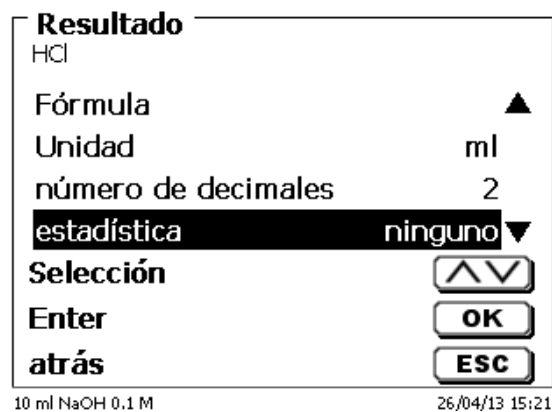 Resultado
HCl
Fórmula
Unidad ml
número de decimales 2
estadística ninguno
Selección
Enter OK
atrás ESC
10 ml NaOH 0.1 M 26/04/13 15:21